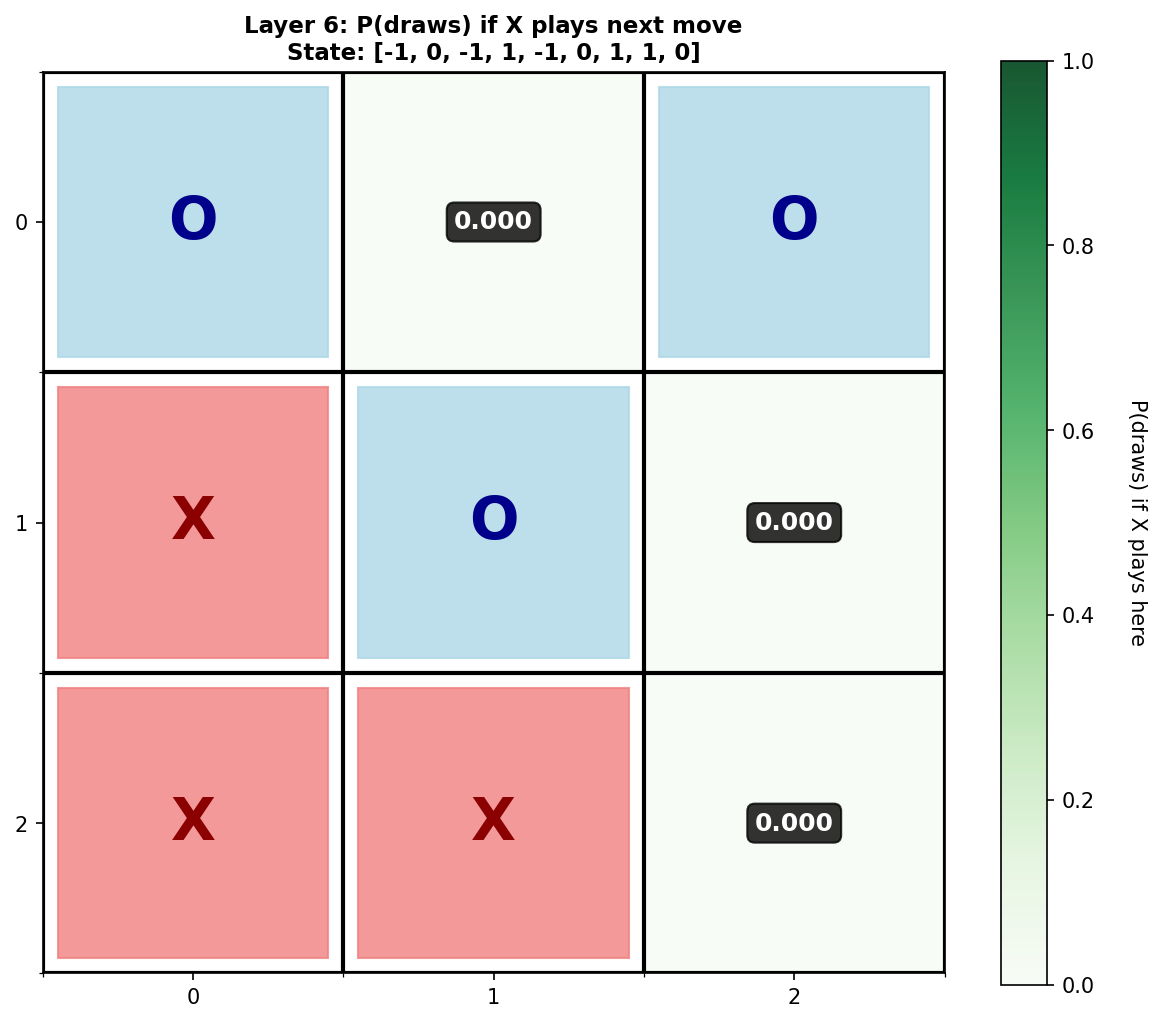 Layer 6: P(draws) if X plays next move
State: [-1, 0, -1, 1, -1, 0, 1, 1, 0]
O
0.000
O
X
O
0.000
X
X
0.000
0
1
2
0
1
2
1.0
0.8
0.6
0.4
0.2
0.0
P(draws) if X plays here